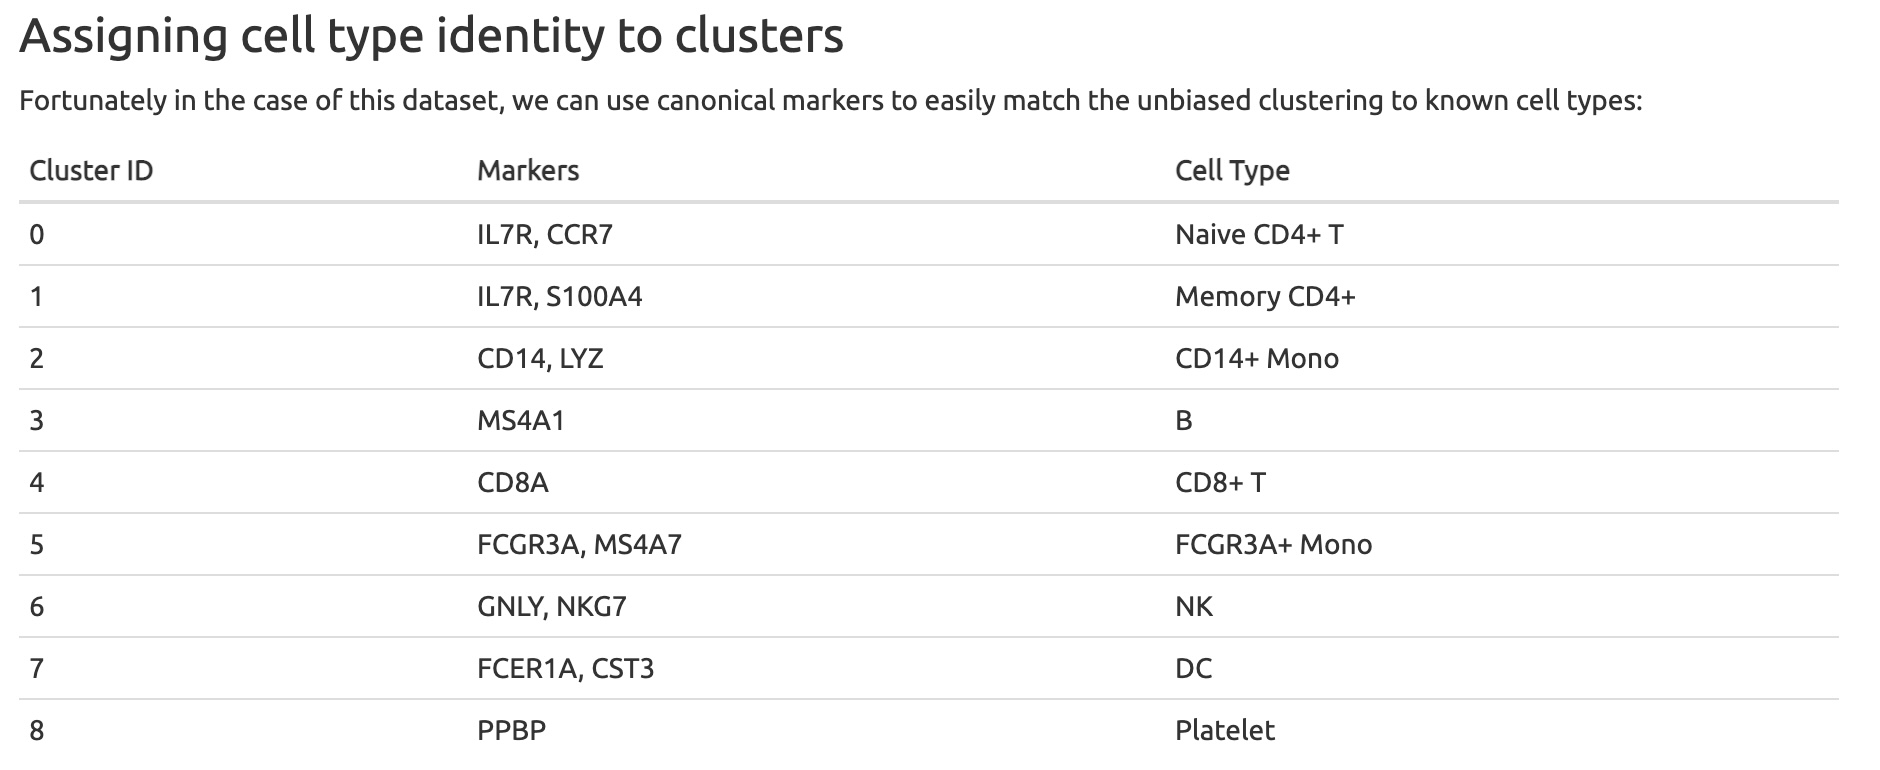 Assigning cell type identity to clusters
Fortunately in the case of this dataset, we can use canonical markers to easily match the unbiased clustering to known cell types:
Cluster ID Markers Cell Type
0 IL7R, CCR7 Naive CD4+ T
1 IL7R, S100A4 Memory CD4+
2 CD14, LYZ CD14+ Mono
3 MS4A1 B
4 CD8A CD8+ T
5 FCGR3A, MS4A7 FCGR3A+ Mono
6 GNLY, NKG7 NK
7 FCER1A, CST3 DC
8 PPBP Platelet